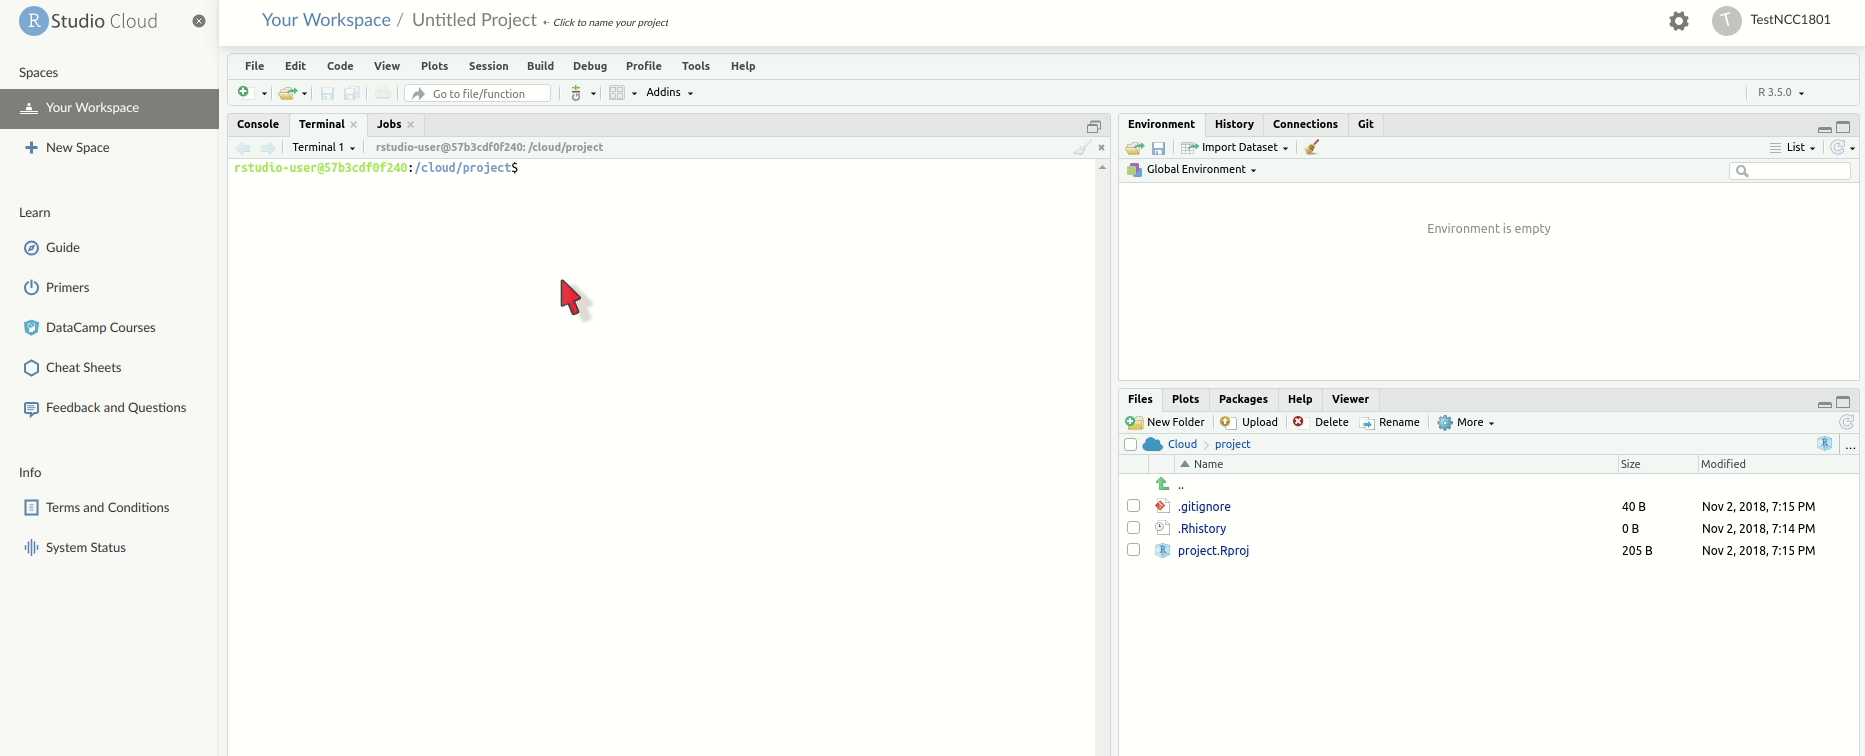 R Studio Cloud
Your Workspace / Untitled Project ← Click to name your project
TestNCC1801
T
Spaces
Your Workspace
New Space
Learn
Guide
Primers
DataCamp Courses
Cheat Sheets
Feedback and Questions
Info
Terms and Conditions
System Status
File Edit Code View Plots Session Build Debug Profile Tools Help
Go to file/function Addins R 3.5.0
Console Terminal Jobs
Terminal 1 rstudio-user@57b3cdf0f240: /cloud/project
rstudio-user@57b3cdf0f240:/cloud/project$
Environment History Connections Git
Import Dataset List
Global Environment
Environment is empty
Files Plots Packages Help Viewer
New Folder Upload Delete Rename More
Cloud project R ...
Name Size Modified
..
.gitignore 40 B Nov 2, 2018, 7:15 PM
.Rhistory 0 B Nov 2, 2018, 7:14 PM
project.Rproj 205 B Nov 2, 2018, 7:15 PM